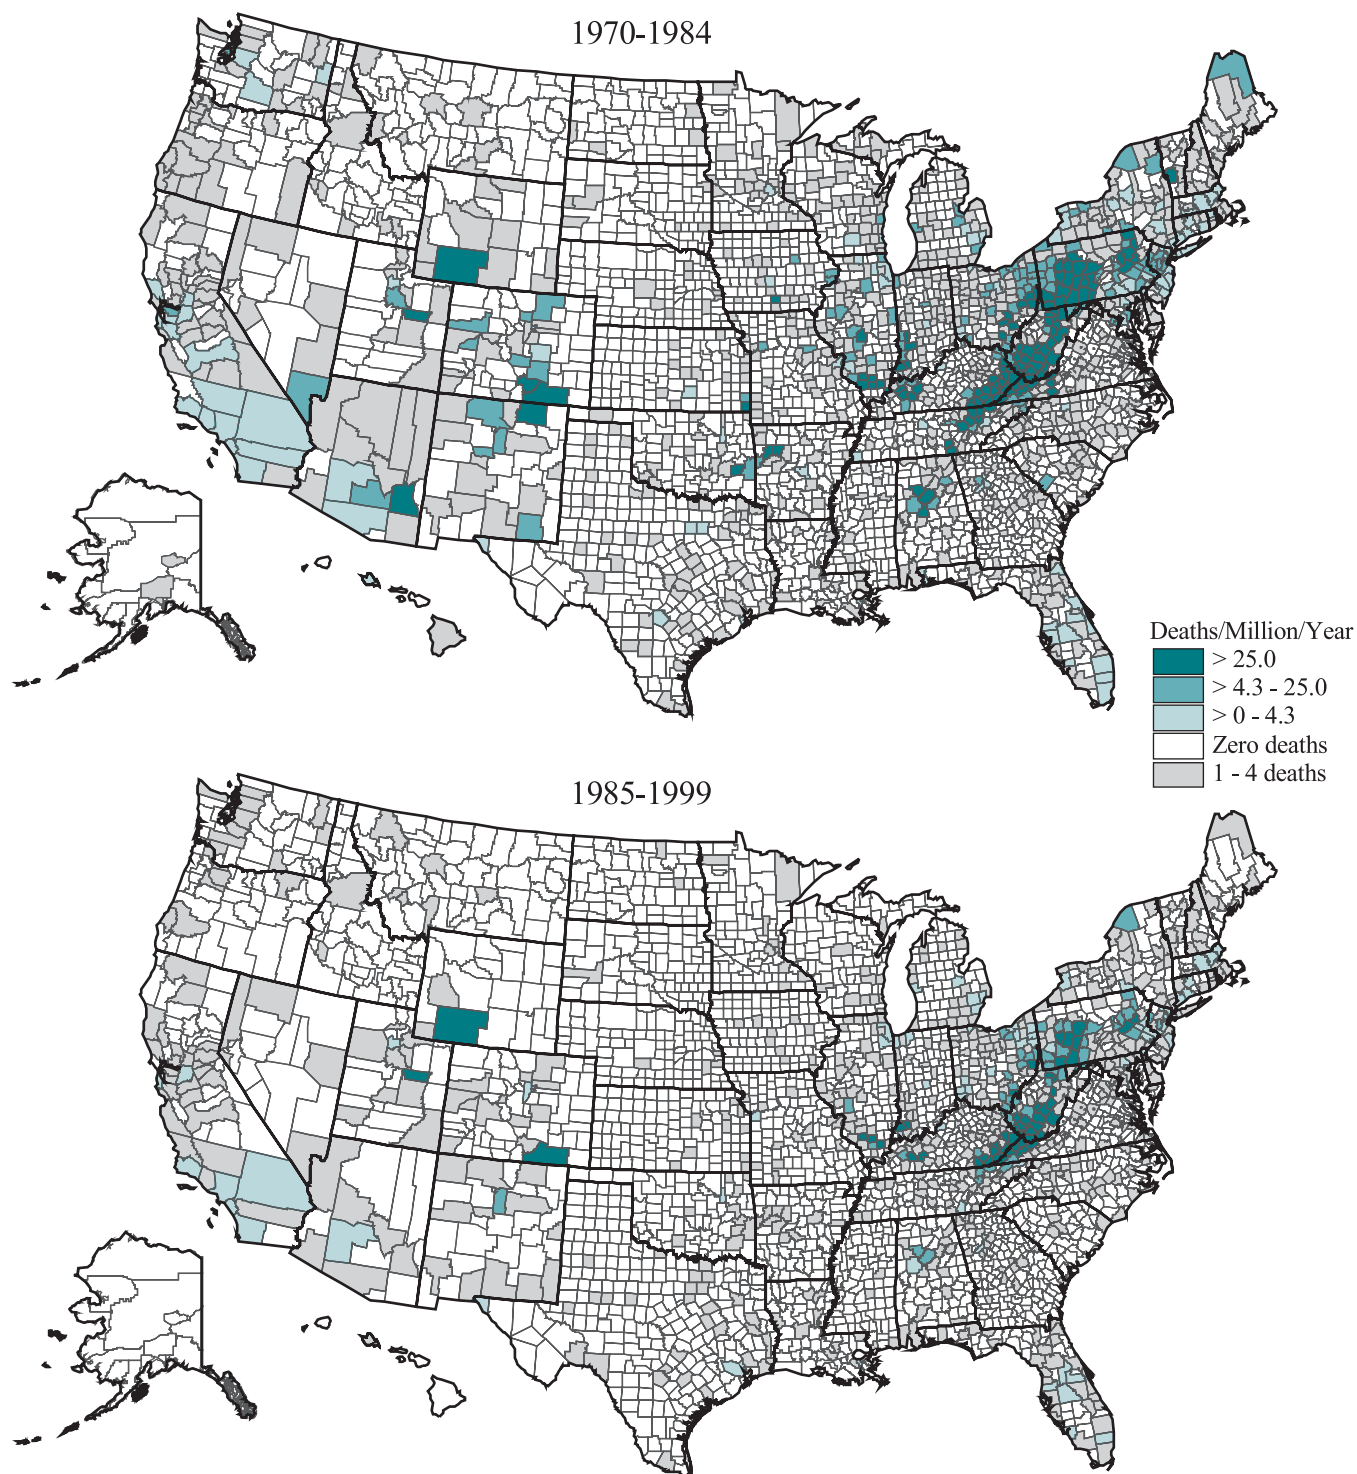 1970-1984
Deaths/Million/Year
> 25.0
> 4.3 - 25.0
> 0 - 4.3
Zero deaths
1 - 4 deaths
1985-1999